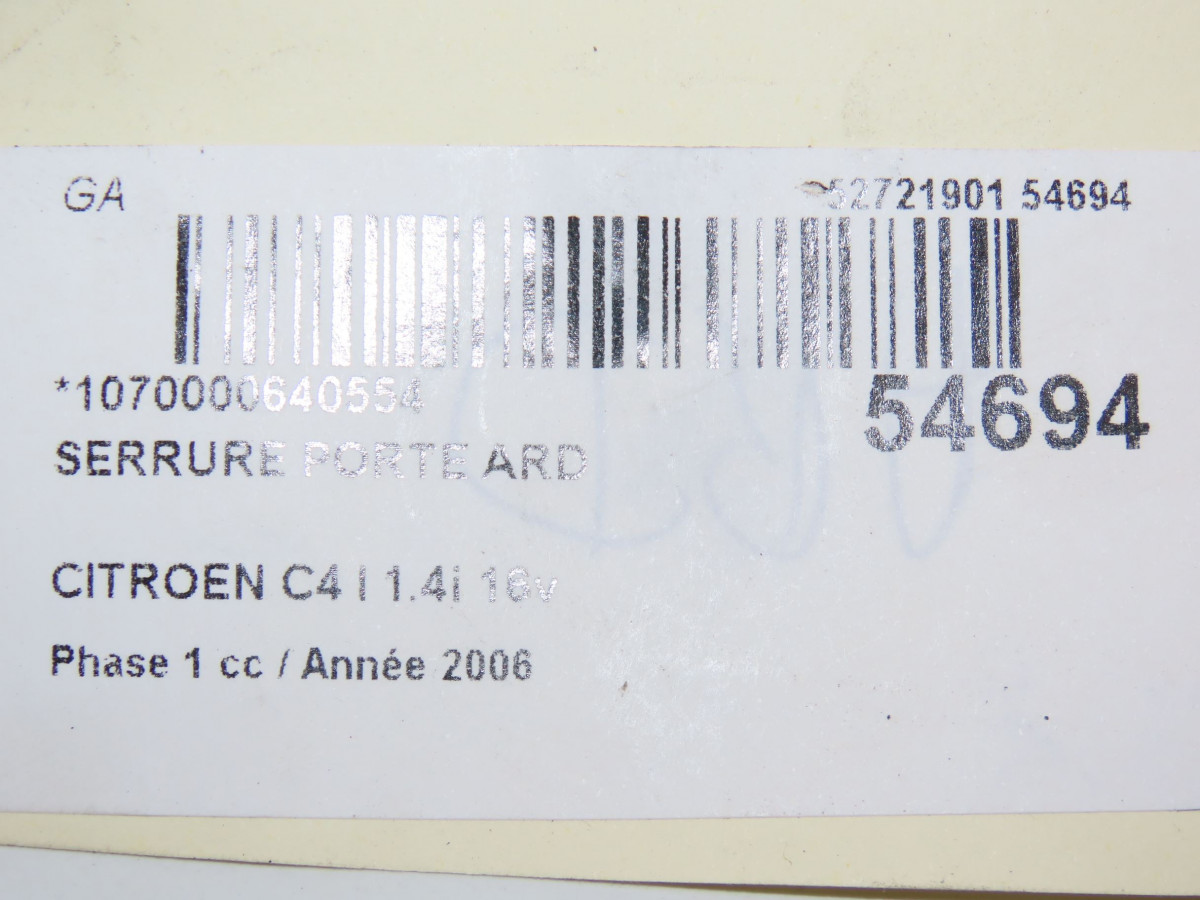 GA
52721901 54694
*1070000640554
54694
SERRURE PORTE ARD
CITROEN C4 I 1.4i 16v
Phase 1 cc / Année 2006